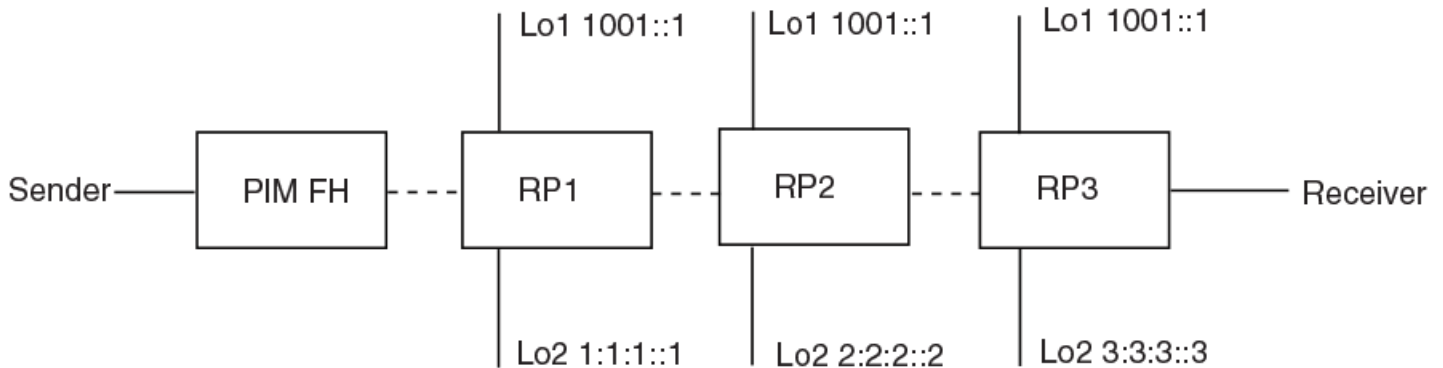 Lo1 1001::1
Lo1 1001::1
Lo1 1001::1
Sender
PIM FH
RP1
RP2
RP3
Receiver
Lo2 1:1:1::1
Lo2 2:2:2::2
Lo2 3:3:3::3